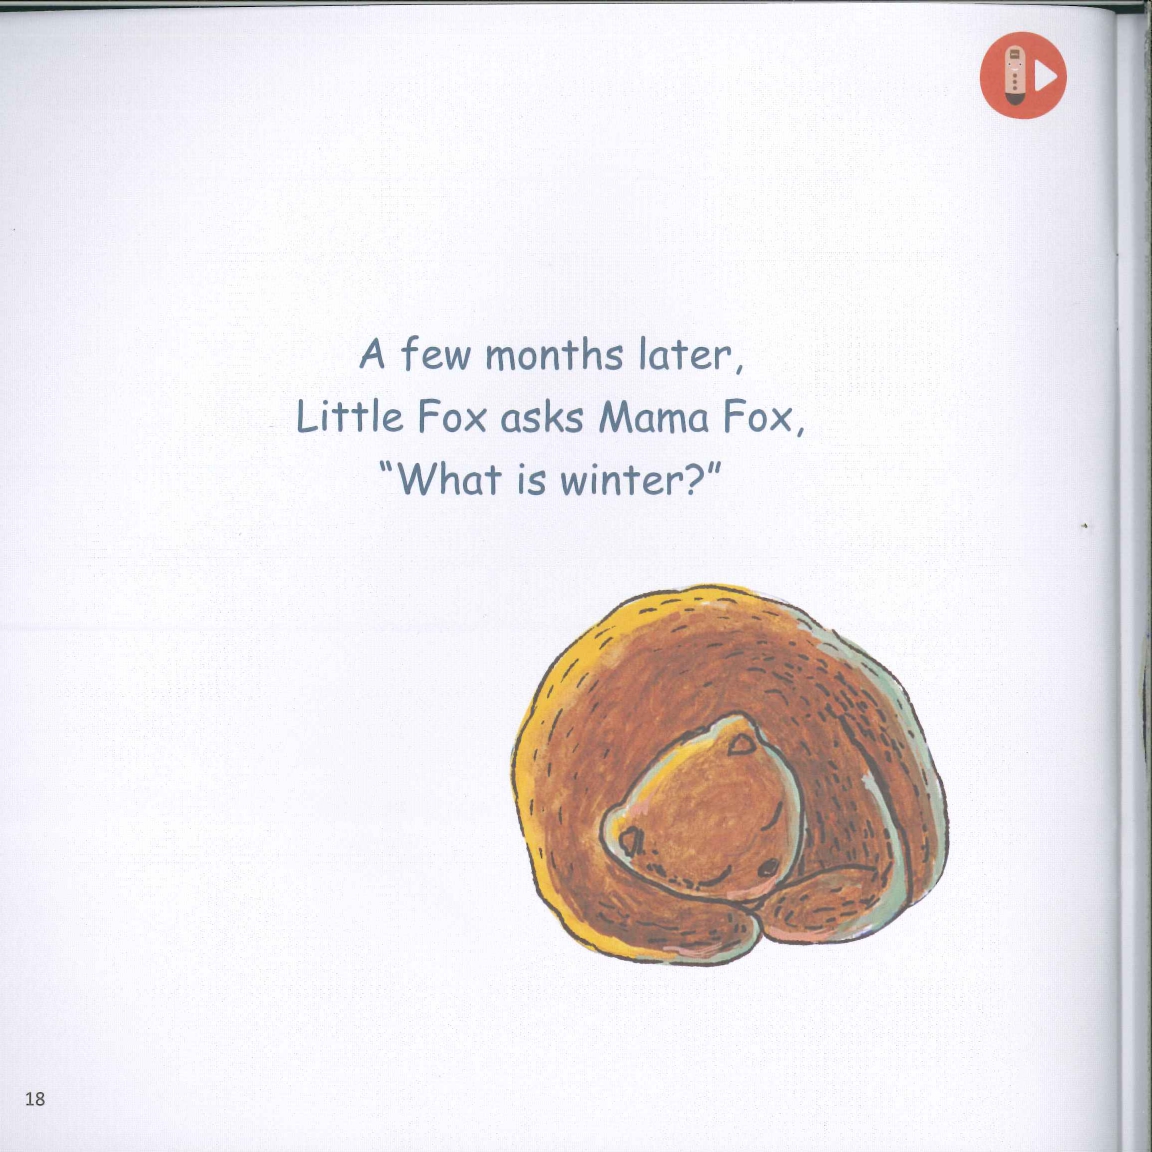 A few months later,
Little Fox asks Mama Fox,
“What is winter?”
18